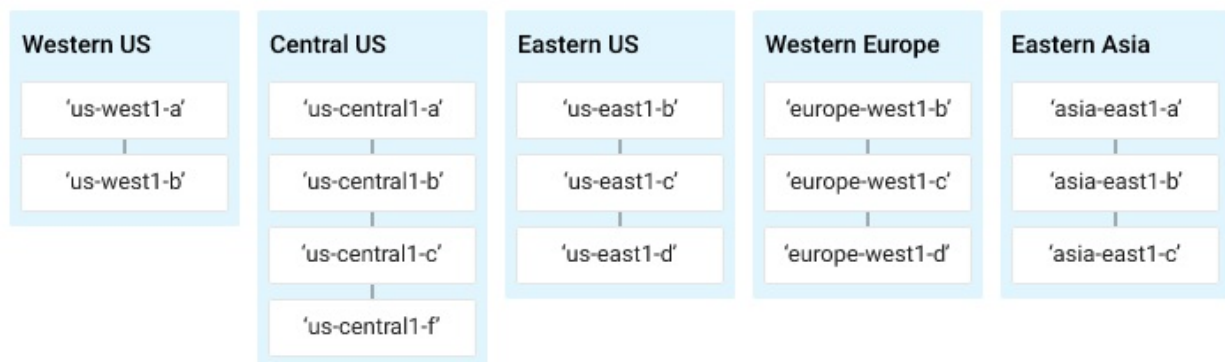 Western US
‘us-west1-a’
‘us-west1-b’
Central US
‘us-central1-a’
‘us-central1-b’
‘us-central1-c’
‘us-central1-f’
Eastern US
‘us-east1-b’
‘us-east1-c’
‘us-east1-d’
Western Europe
‘europe-west1-b’
‘europe-west1-c’
‘europe-west1-d’
Eastern Asia
‘asia-east1-a’
‘asia-east1-b’
‘asia-east1-c’